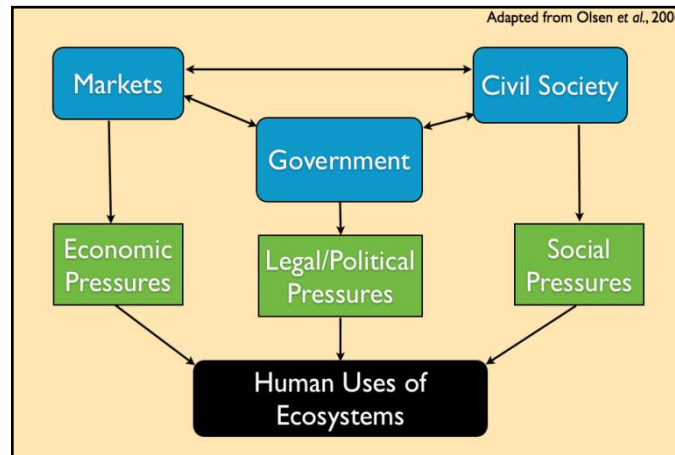 Adapted from Olsen et al., 200
Markets
Civil Society
Government
Economic
Pressures
Legal/Political
Pressures
Social
Pressures
Human Uses of
Ecosystems